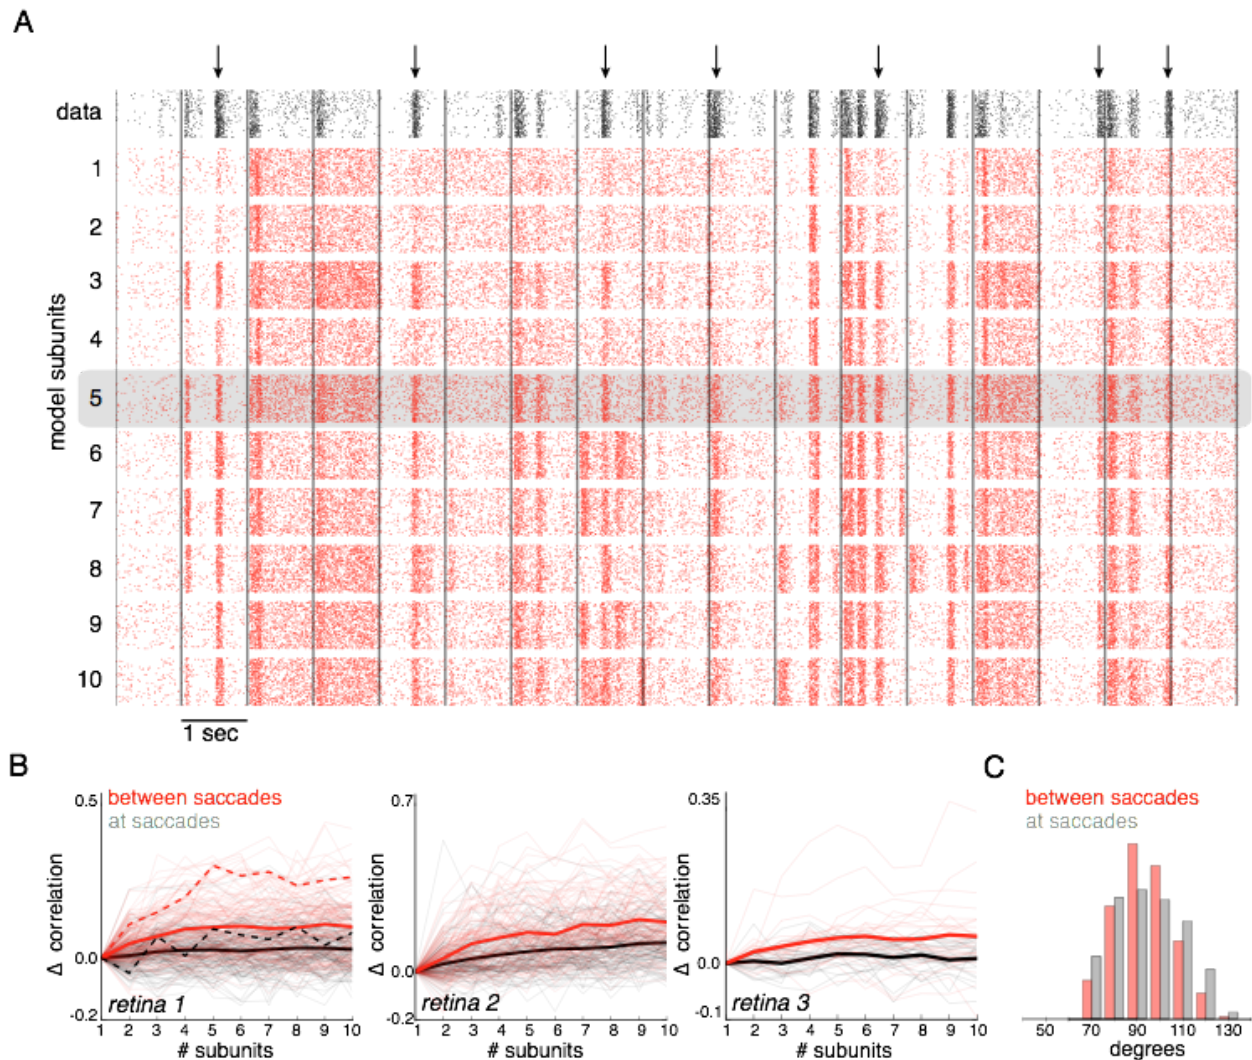 A
data
1
2
3
4
5
6
7
8
9
10
model subunits
1 sec
B
C
0.5
between saccades
at saccades
0.0
-0.2
Δ correlation
retina 1
1 2 3 4 5 6 7 8 9 10
# subunits
0.7
0.0
-0.2
Δ correlation
retina 2
1 2 3 4 5 6 7 8 9 10
# subunits
0.35
0.0
-0.1
Δ correlation
retina 3
1 2 3 4 5 6 7 8 9 10
# subunits
between saccades
at saccades
50 70 90 110 130
degrees